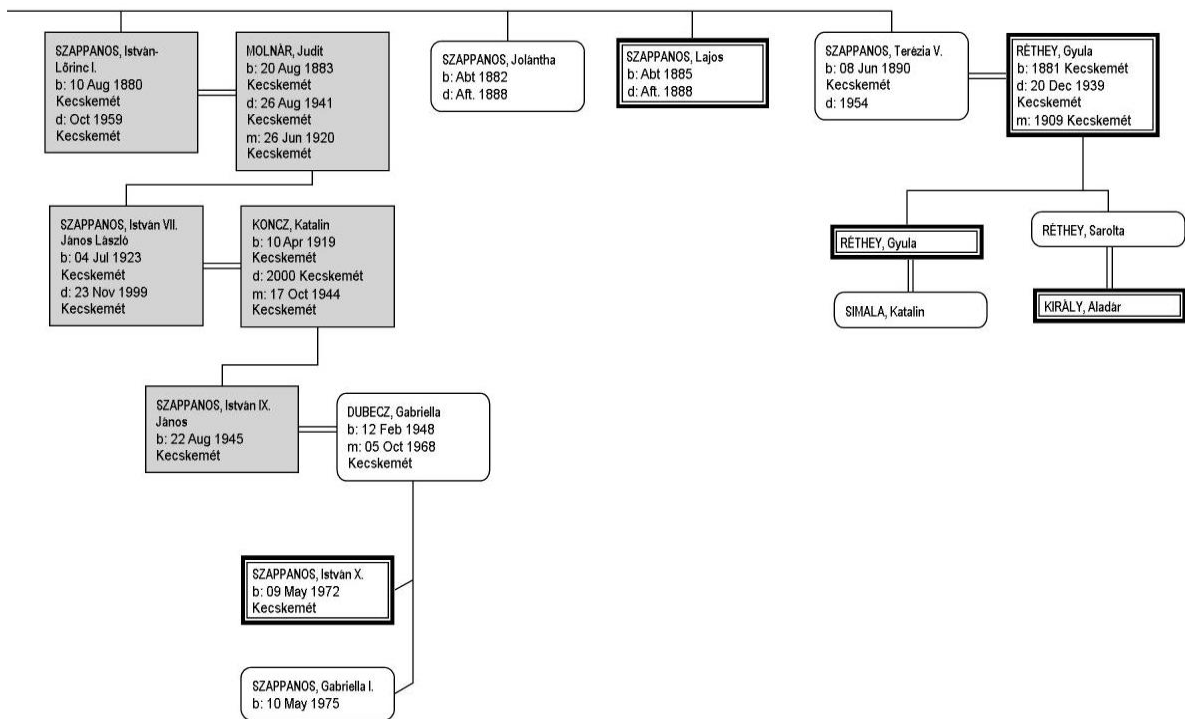 SZAPPANOS, István-
Lőrinc I.
b: 10 Aug 1880
Kecskemét
d: Oct 1959
Kecskemét
MOLNÀR, Judit
b: 20 Aug 1883
Kecskemét
d: 26 Aug 1941
Kecskemét
m: 26 Jun 1920
Kecskemét
SZAPPANOS, Jolántha
b: Abt 1882
d: Aft. 1888
SZAPPANOS, Lajos
b: Abt 1885
d: Aft. 1888
SZAPPANOS, Terézia V.
b: 08 Jun 1890
Kecskemét
d: 1954
RÉTHEY, Gyula
b: 1881 Kecskemét
d: 20 Dec 1939
Kecskemét
m: 1909 Kecskemét
SZAPPANOS, István VII.
János László
b: 04 Jul 1923
Kecskemét
d: 23 Nov 1999
Kecskemét
KONCZ, Katalin
b: 10 Apr 1919
Kecskemét
d: 2000 Kecskemét
m: 17 Oct 1944
Kecskemét
RÉTHEY, Gyula
SIMALA, Katalin
RÉTHEY, Sarolta
KIRÀLY, Aladár
SZAPPANOS, István IX.
János
b: 22 Aug 1945
Kecskemét
DUBECZ, Gabriella
b: 12 Feb 1948
m: 05 Oct 1968
Kecskemét
SZAPPANOS, István X.
b: 09 May 1972
Kecskemét
SZAPPANOS, Gabriella I.
b: 10 May 1975